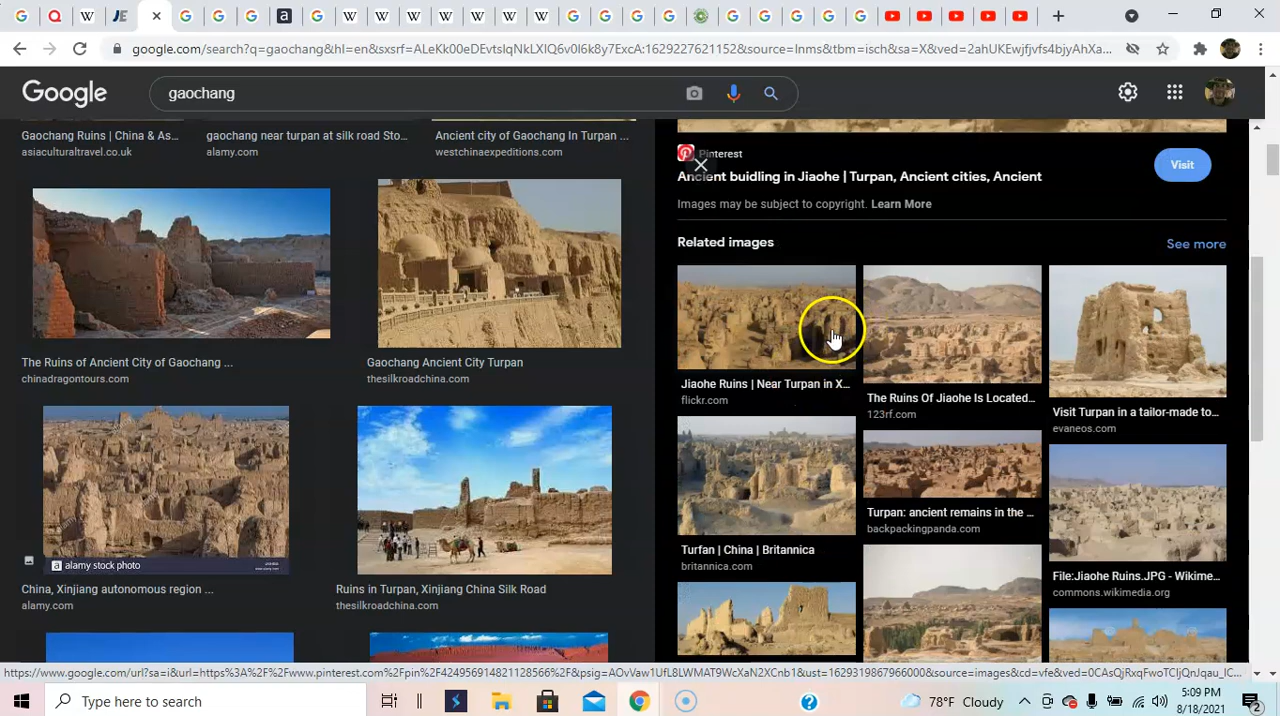 google.com/search?q=gaochang&hl=en&sxsrf=ALeKk00eDEvtsIqNkLXIQ6v0I6k8y7ExcA:1629227621152&source=lnms&tbm=isch&sa=X&ved=2ahUKEwjfjvfs4bjyAhXa...
Google
gaochang
Gaochang Ruins | China & As...
asiaculturaltravel.co.uk
gaochang near turpan at silk road Sto...
alamy.com
Ancient city of Gaochang In Turpan ...
westchinaexpeditions.com
The Ruins of Ancient City of Gaochang ...
chinadragontours.com
Gaochang Ancient City Turpan
thesilkroadchina.com
a alamy stock photo
China, Xinjiang autonomous region ...
alamy.com
Ruins in Turpan, Xinjiang China Silk Road
thesilkroadchina.com
Pinterest
Visit
Ancient buidling in Jiaohe | Turpan, Ancient cities, Ancient
Images may be subject to copyright. Learn More
Related images
See more
Jiaohe Ruins | Near Turpan in X...
flickr.com
The Ruins Of Jiaohe Is Located...
123rf.com
Visit Turpan in a tailor-made to...
evaneos.com
Turfan | China | Britannica
britannica.com
Turpan: ancient remains in the ...
backpackingpanda.com
File:Jiaohe Ruins.JPG - Wikime...
commons.wikimedia.org
Type here to search
78°F Cloudy
5:09 PM
8/18/2021
2